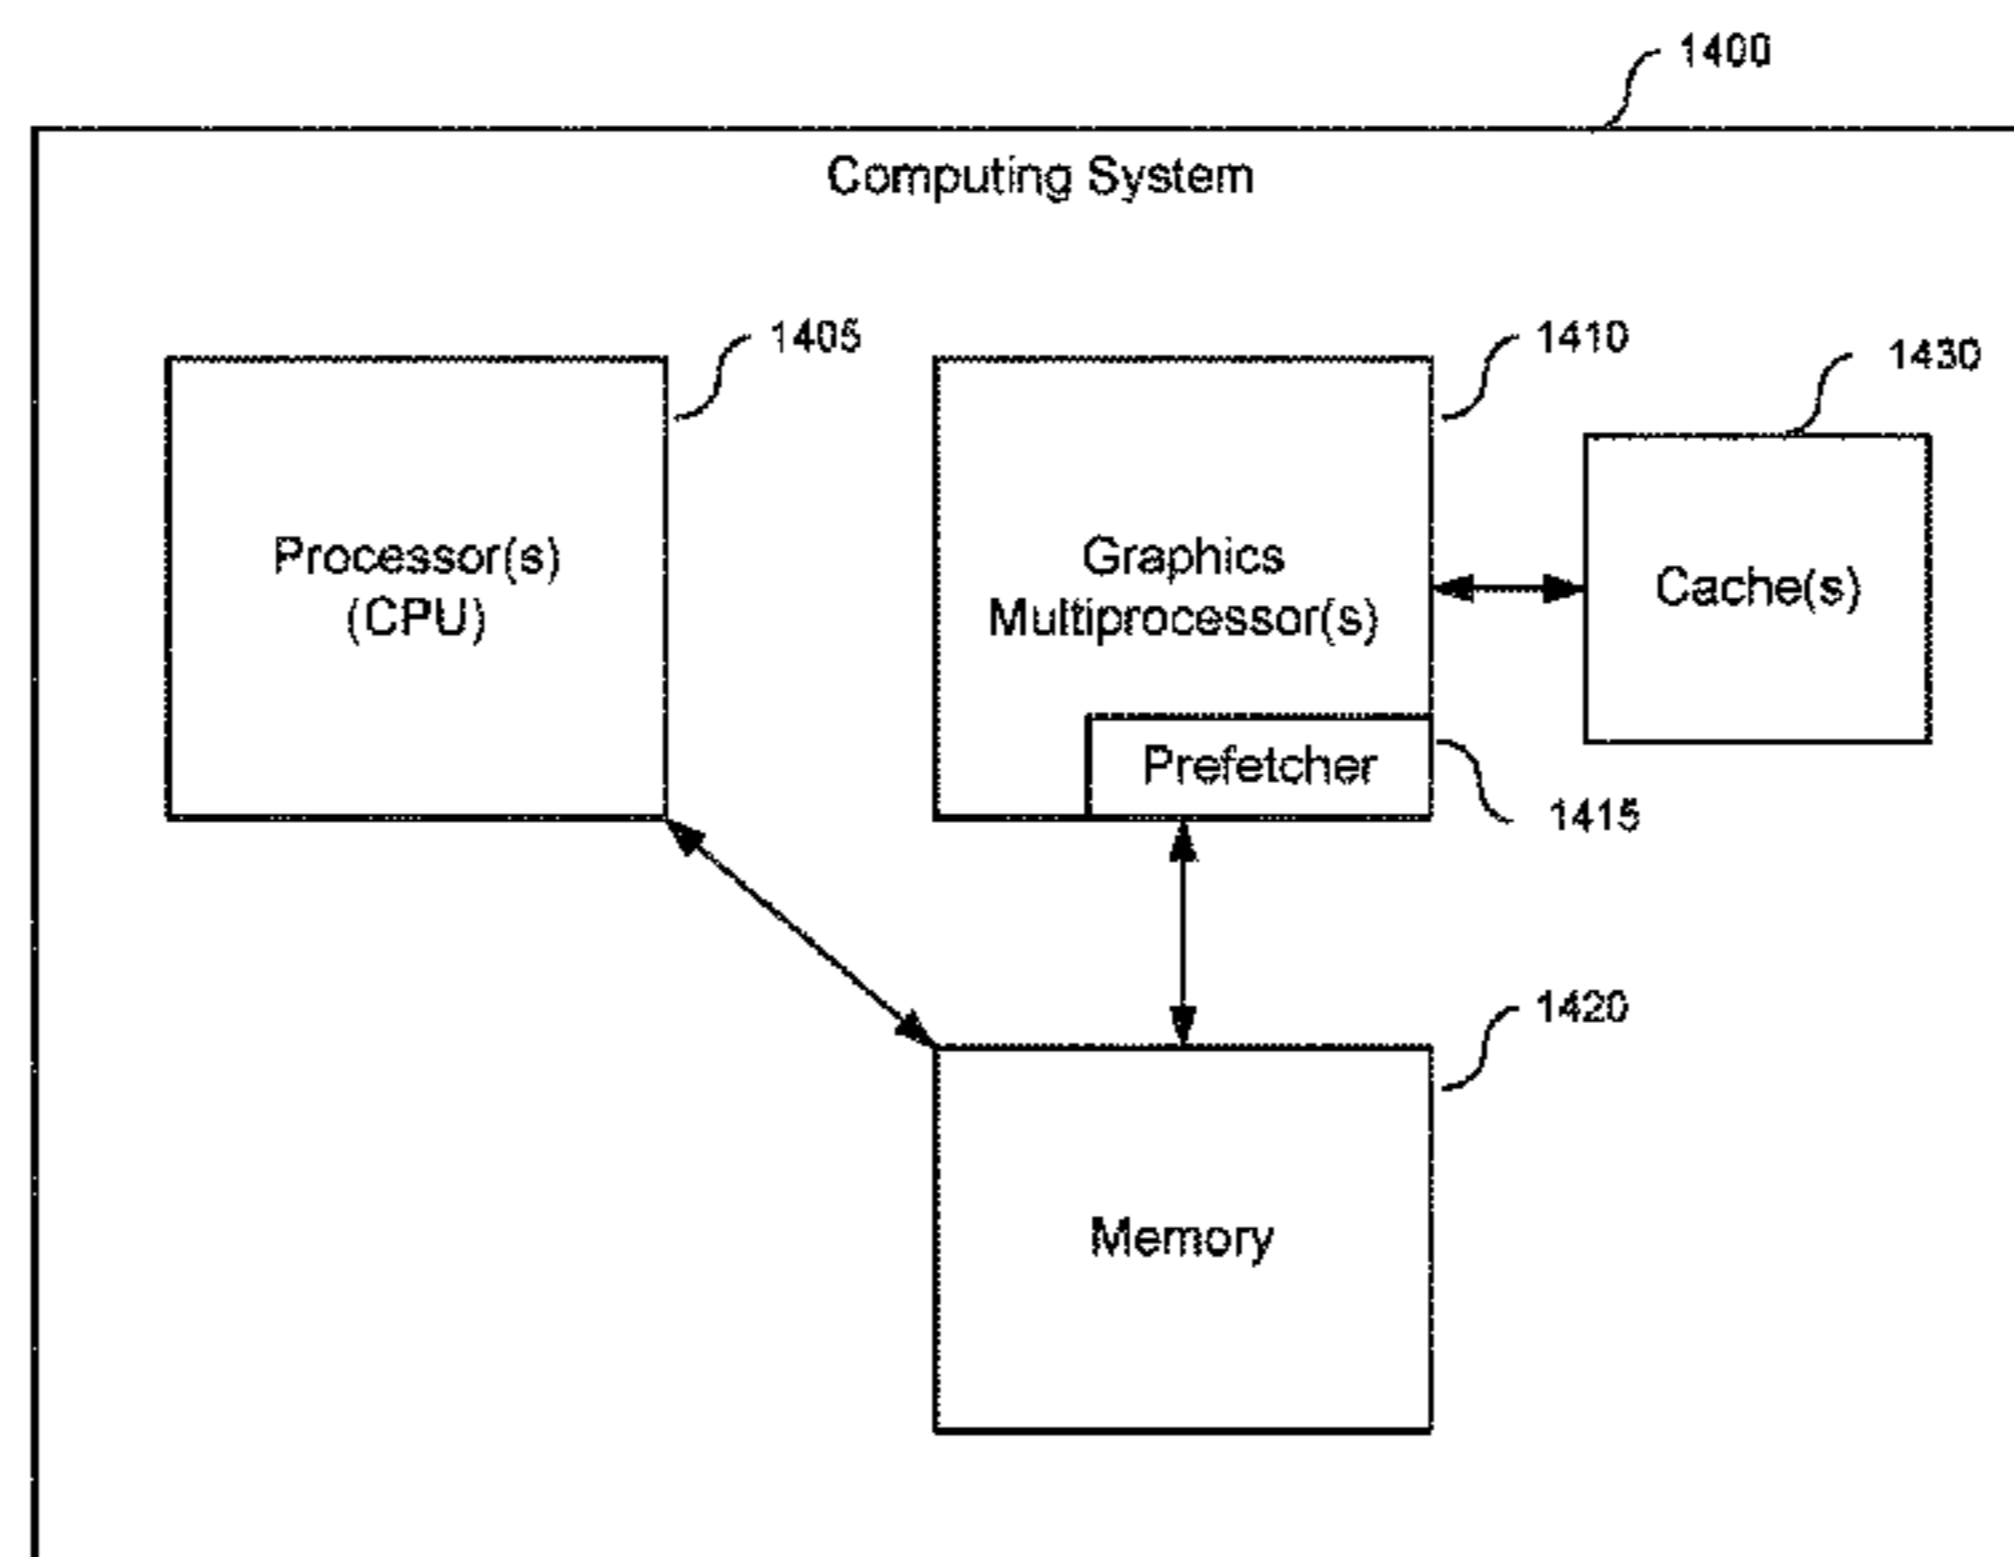 1400
Computing System
1405
1410
1430
Processor(s)
(CPU)
Graphics
Multiprocessor(s)
Cache(s)
Prefetcher
1415
1420
Memory